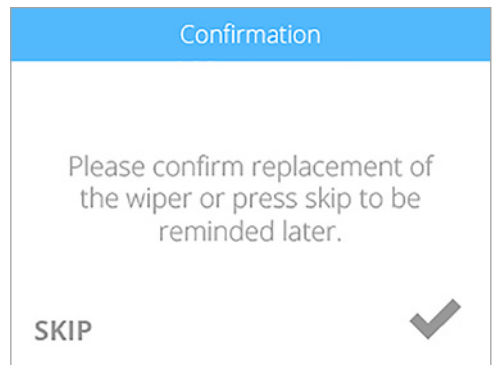 Confirmation
Please confirm replacement of
the wiper or press skip to be
reminded later.
SKIP